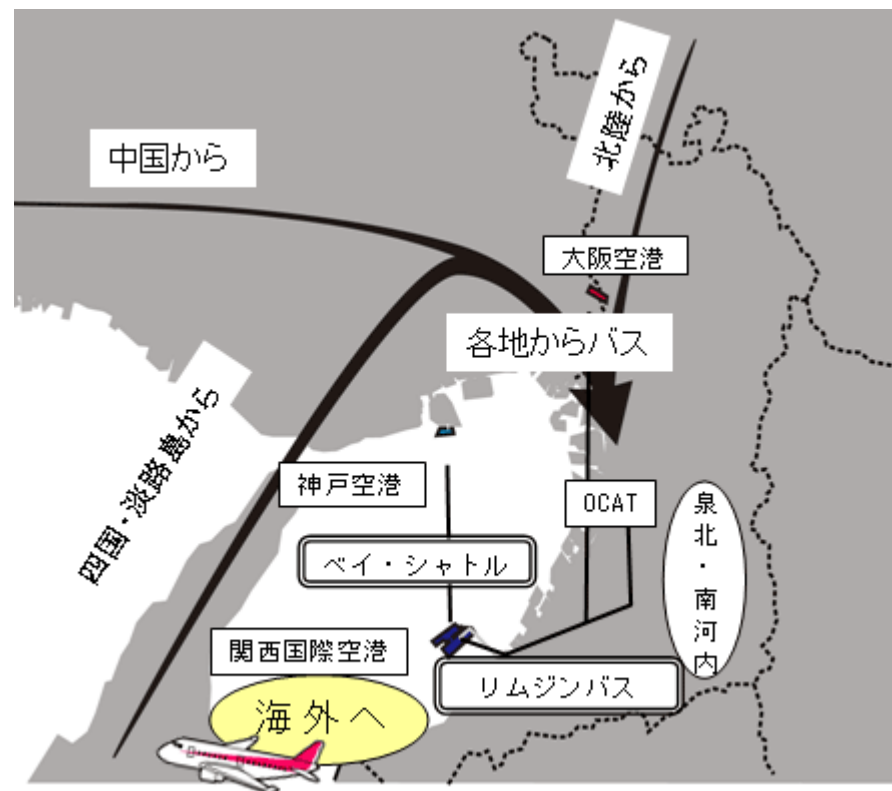 北陸から
中国から
大阪空港
各地からバス
四国・淡路島から
神戸空港
OCAT
泉北・南河内
ベイ・シャトル
関西国際空港
リムジンバス
海外へ